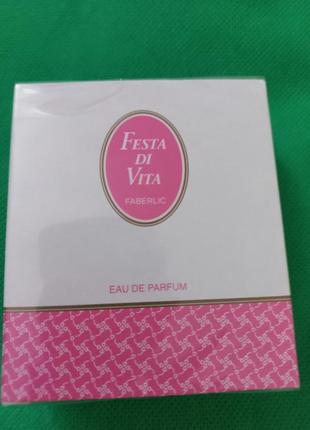 FESTA
DI
VITA
FABERLIC
EAU DE PARFUM